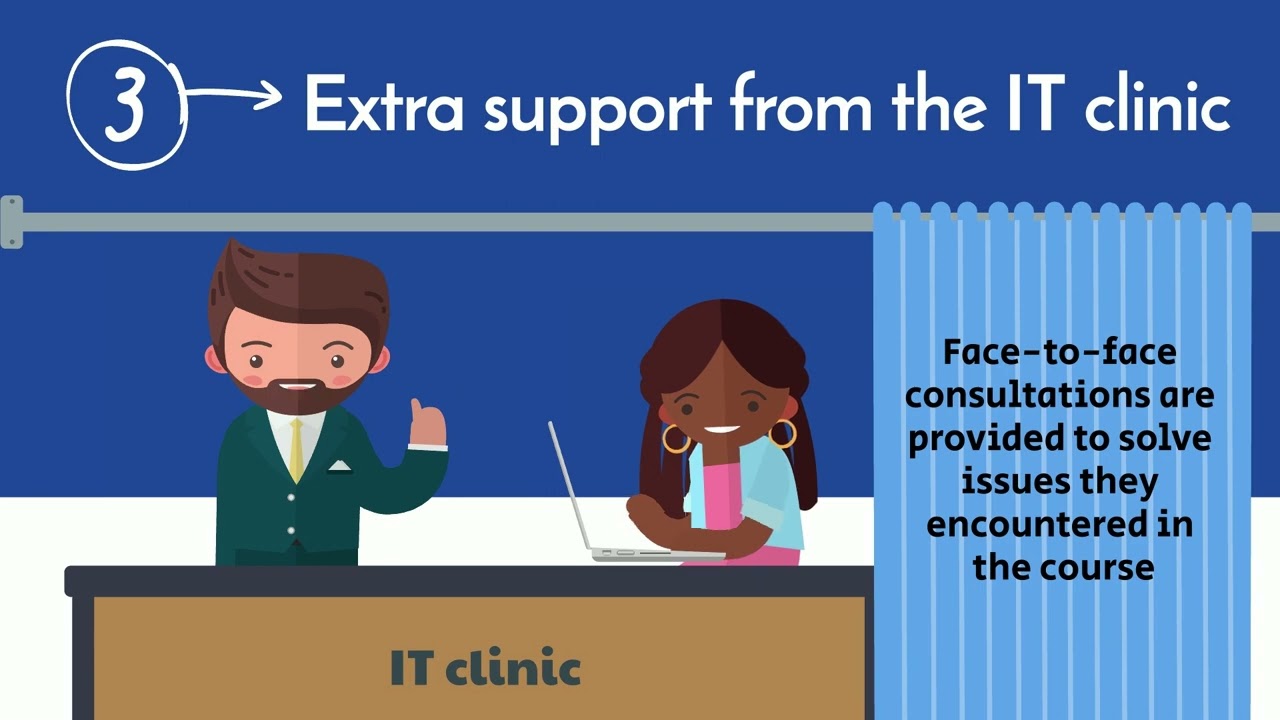 3
Extra support from the IT clinic
Face-to-face
consultations are
provided to solve
issues they
encountered in
the course
IT clinic